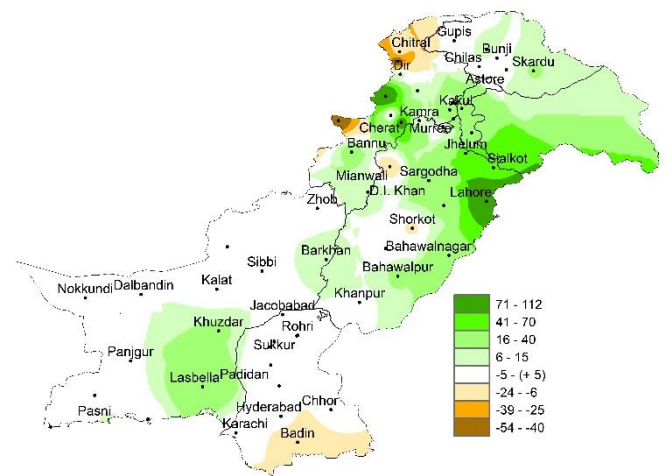 Gupis
Chitral
Bunji
Chilas
Skardu
Dir
Astore
Kamra
Kakul
Cherat
Murree
Bannu
Jhelum
Sialkot
Mianwali
Sargodha
D.I. Khan
Lahore
Zhob
Shorkot
Barkhan
Bahawalnagar
Sibbi
Bahawalpur
Nokkundi
Dalbandin
Kalat
Khanpur
Jacobabad
Khuzdar
Rohri
Sukkur
Panjgur
Lasbella
Padidan
Pasni
Hyderabad
Chhor
Karachi
Badin
71 - 112
41 - 70
16 - 40
6 - 15
-5 - (+ 5)
-24 - -6
-39 - -25
-54 - -40